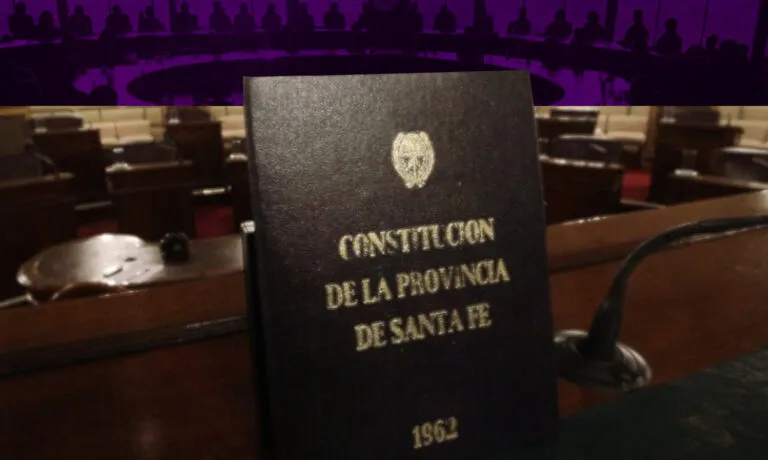 CONSTITUCION
DE LA PROVINCIA
DE SANTA FE
1962